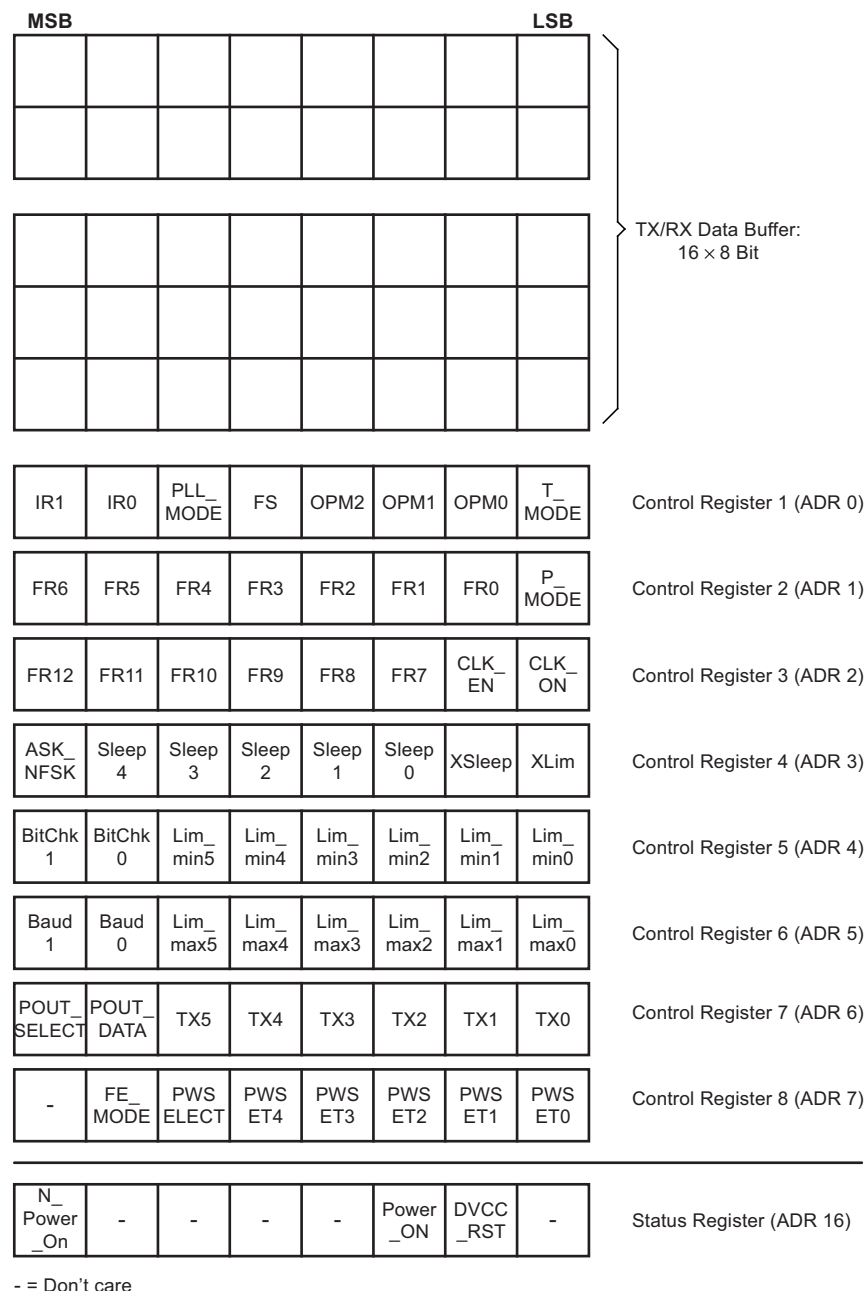 MSB LSB
TX/RX Data Buffer:
16 × 8 Bit
IR1 IR0 PLL_ MODE FS OPM2 OPM1 OPM0 T_ MODE Control Register 1 (ADR 0)
FR6 FR5 FR4 FR3 FR2 FR1 FR0 P_ MODE Control Register 2 (ADR 1)
FR12 FR11 FR10 FR9 FR8 FR7 CLK_ EN CLK_ ON Control Register 3 (ADR 2)
ASK_ NFSK Sleep 4 Sleep 3 Sleep 2 Sleep 1 Sleep 0 XSleep XLim Control Register 4 (ADR 3)
BitChk 1 BitChk 0 Lim_ min5 Lim_ min4 Lim_ min3 Lim_ min2 Lim_ min1 Lim_ min0 Control Register 5 (ADR 4)
Baud 1 Baud 0 Lim_ max5 Lim_ max4 Lim_ max3 Lim_ max2 Lim_ max1 Lim_ max0 Control Register 6 (ADR 5)
POUT_ SELECT POUT_ DATA TX5 TX4 TX3 TX2 TX1 TX0 Control Register 7 (ADR 6)
- FE_ MODE PWS ELECT PWS ET4 PWS ET3 PWS ET2 PWS ET1 PWS ET0 Control Register 8 (ADR 7)
N_ Power _On - - - - Power _ON DVCC _RST - Status Register (ADR 16)
- = Don't care